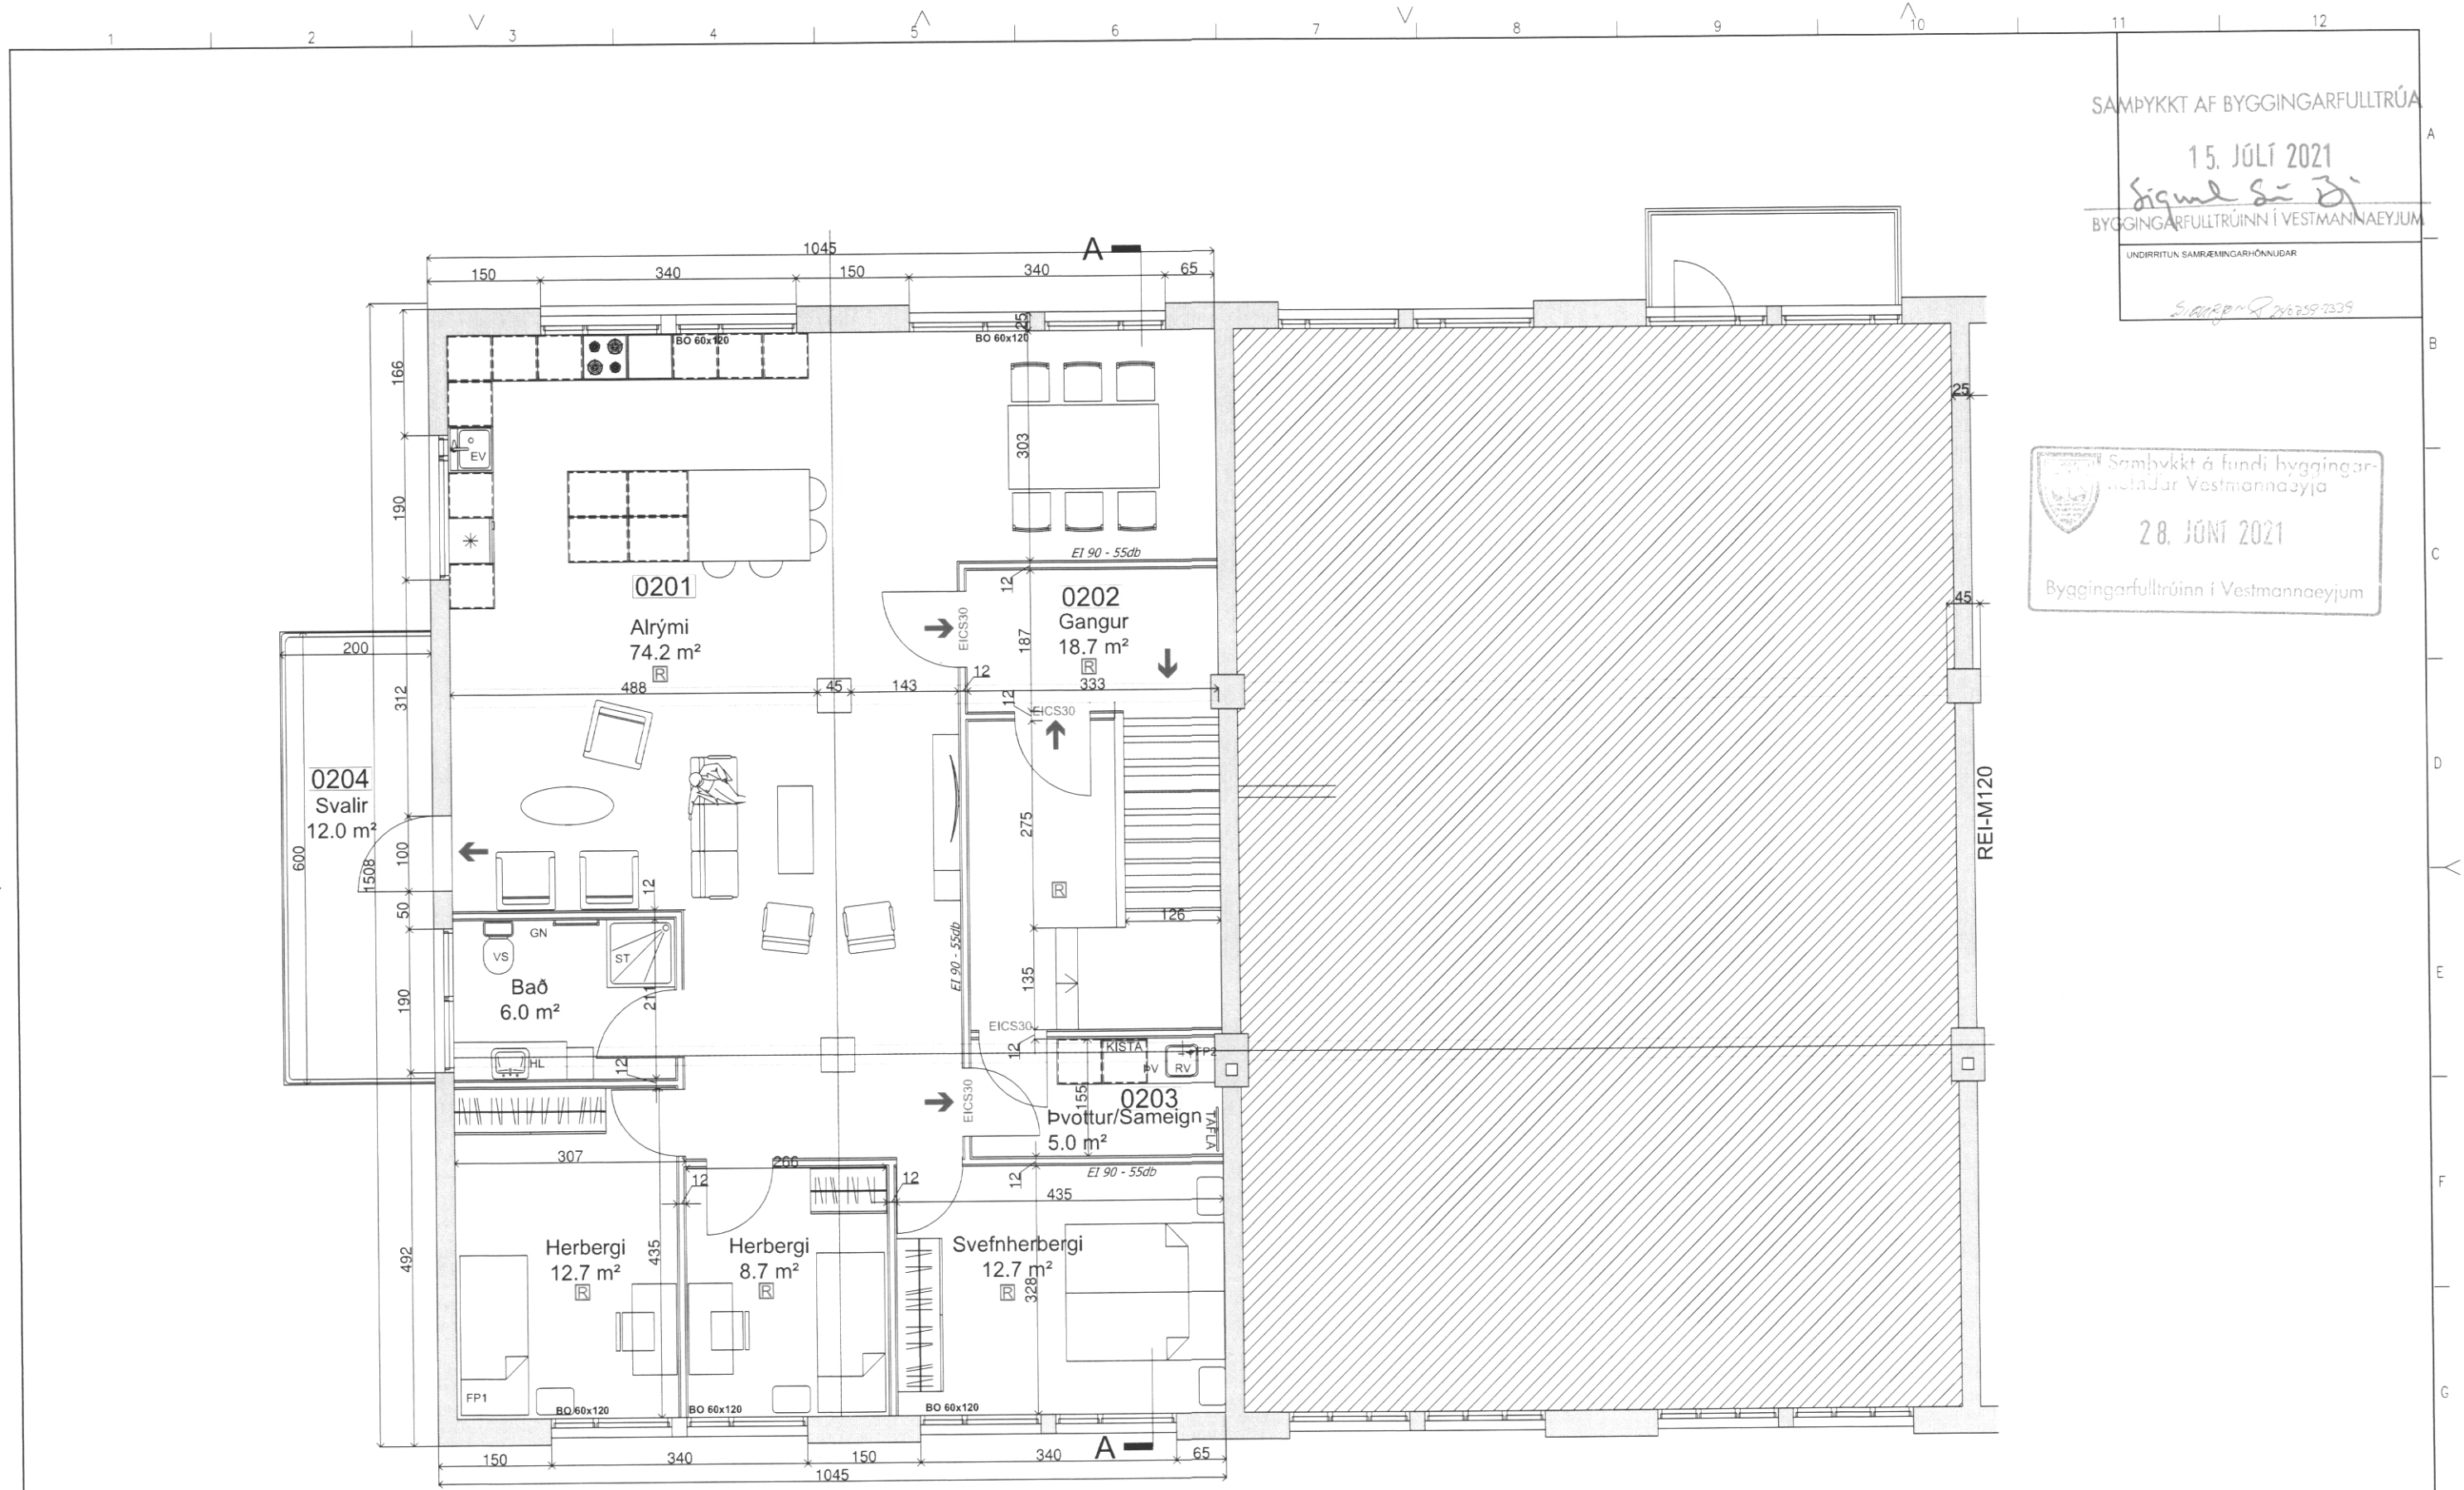 1 2 3 4 5 6 7 8 9 10 11 12
A
B
C
D
E
F
G
SAMÞYKKT AF BYGGINGARFULLTRÚA
15. JÚLÍ 2021
BYGGINGARFULLTRÚINN Í VESTMANNAEYJUM
UNDIRRITUN SAMRÆMINGARHÖNNUÐAR
Samþykkt á fundi byggingar-
nefndar Vestmannaeyja
28. JÚNÍ 2021
Byggingarfulltrúinn í Vestmannaeyjum
1045
A
150 340 150 340 65
25
BO 60x120
BO 60x120
166
EV
303
190
EI 90 - 55db
0201
Alrými
74.2 m²
R
12
0202
Gangur
18.7 m²
R
EICS30
187
25
45
200
312
488 45 143 12 333
12
EICS30
0204
Svalir
12.0 m²
600
1508
100
50
275
R
126
REI-M120
12
GN
VS
ST
Bað
6.0 m²
211
190
HL
12
EI 90 - 55db
135
EICS30
12
KISTA
FP2
ÞV
RV
155
0203
Þvottur/Sameign
5.0 m²
TAFLA
EICS30
307
266
12
12
12
EI 90 - 55db
435
492
Herbergi
12.7 m²
R
435
Herbergi
8.7 m²
R
Svefnherbergi
12.7 m²
R
328
FP1
BO 60x120
BO 60x120
BO 60x120
150 340 150 340 65
A
1045